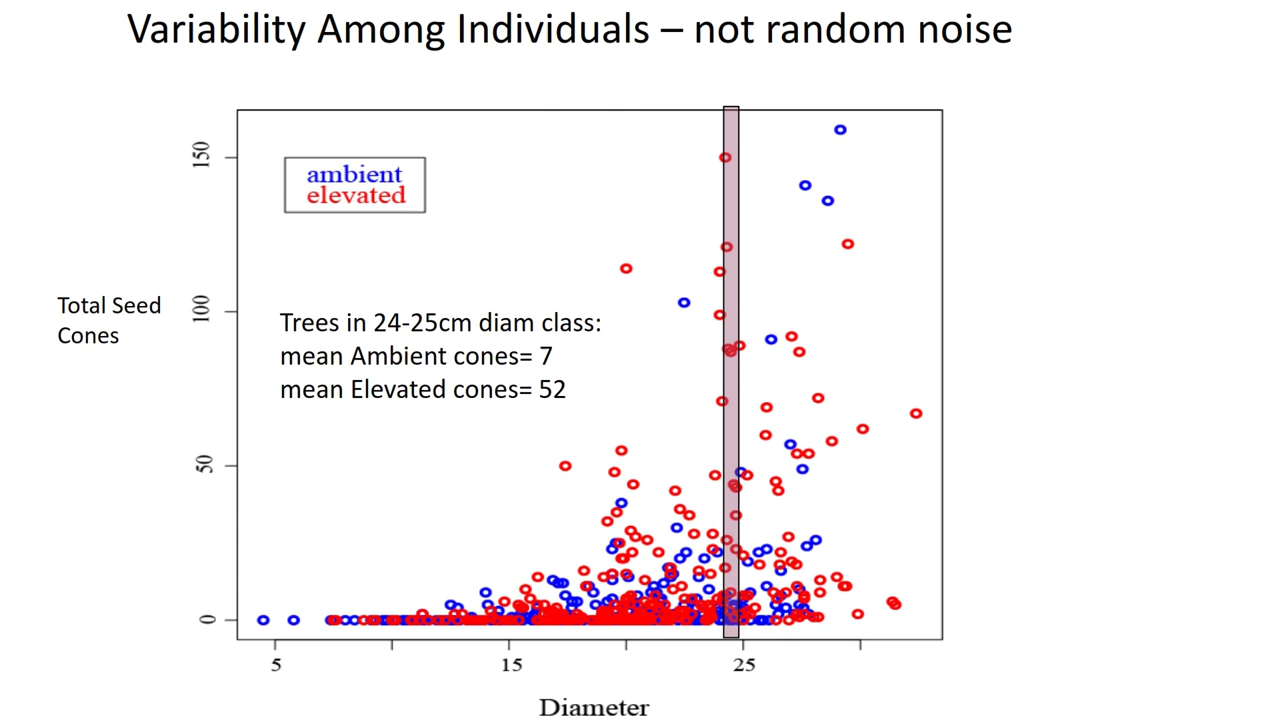 Variability Among Individuals – not random noise
150
ambient
elevated
Total Seed
Cones
100
Trees in 24-25cm diam class:
mean Ambient cones= 7
mean Elevated cones= 52
50
0
5
15
25
Diameter